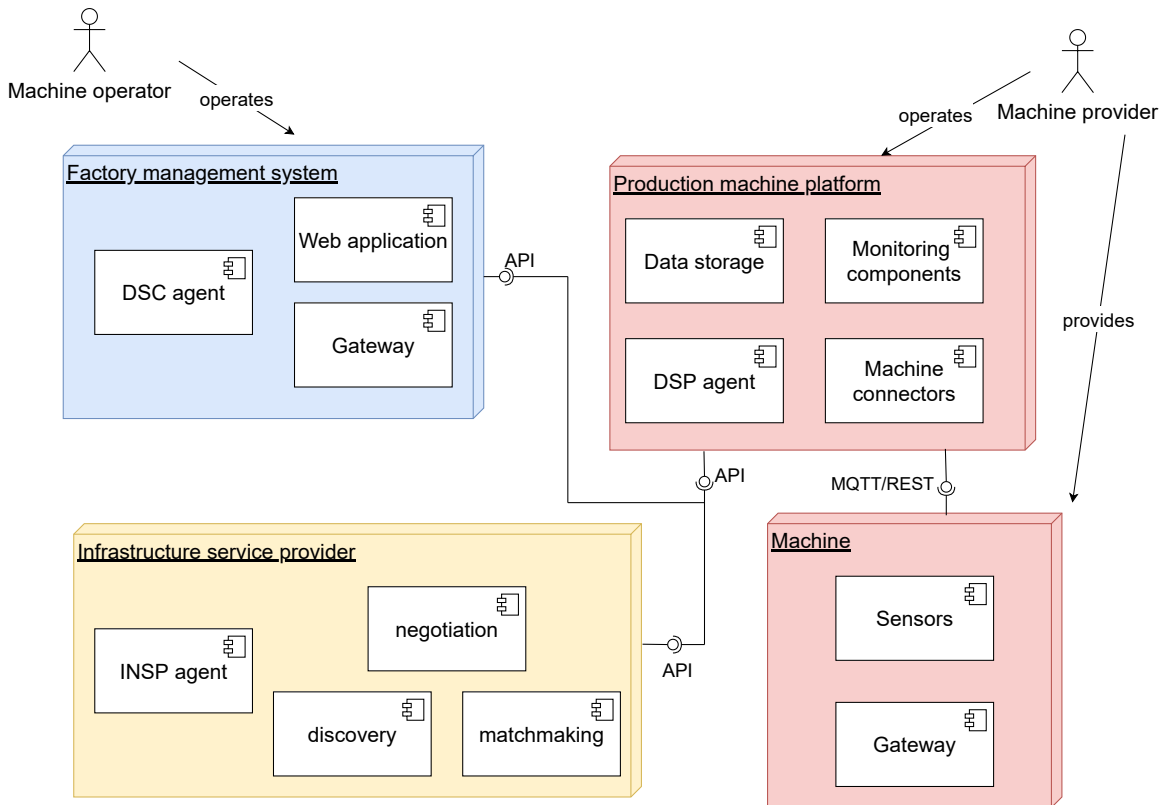 Machine operator
operates
Machine provider
operates
provides
Factory management system
DSC agent
Web application
Gateway
API
Production machine platform
Data storage
Monitoring
components
DSP agent
Machine
connectors
API
MQTT/REST
Infrastructure service provider
INSP agent
negotiation
discovery
matchmaking
API
Machine
Sensors
Gateway